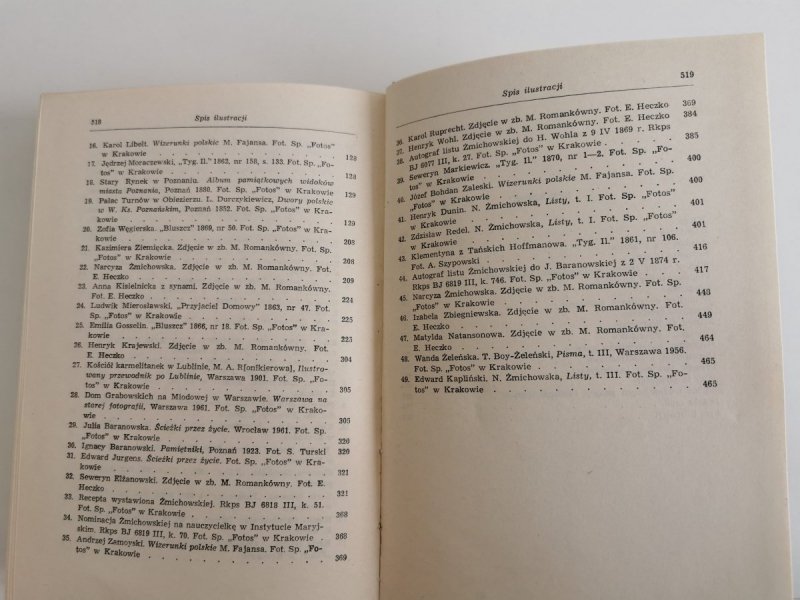 518 Spis ilustracji
16. Karol Libelt. Wizerunki polskie M. Fajansa. Fot. Sp. „Fotos”
w Krakowie 128
17. Jędrzej Moraczewski. „Tyg. Il.” 1863, nr 158, s. 133. Fot. Sp. „Fo-
tos” w Krakowie 128
18. Stary Rynek w Poznaniu. Album pamiątkowych widoków
miasta Poznania, Poznań 1880. Fot. Sp. „Fotos” w Krakowie 129
19. Pałac Turnów w Obiezierzu. L. Durczykiewicz, Dwory polskie
w W. Ks. Poznańskim, Poznań 1852. Fot. Sp. „Fotos” w Kra-
kowie 129
20. Zofia Węgierska. „Bluszcz” 1869, nr 50. Fot. Sp. „Fotos” w Kra-
kowie 208
21. Kazimiera Ziemięcka. Zdjęcie w zb. M. Romankówny. Fot. Sp.
„Fotos” w Krakowie 208
22. Narcyza Żmichowska. Zdjęcie w zb. M. Romankówny. Fot.
E. Heczko 209
23. Anna Kisielnicka z synami. Zdjęcie w zb. M. Romankówny.
Fot. E. Heczko 224
24. Ludwik Mierosławski. „Przyjaciel Domowy” 1863, nr 47. Fot.
Sp. „Fotos” w Krakowie 225
25. Emilia Gosselin. „Bluszcz” 1866, nr 18. Fot. Sp. „Fotos” w Kra-
kowie 225
26. Henryk Krajewski. Zdjęcie w zb. M. Romankówny. Fot.
E. Heczko 304
27. Kościół karmelitanek w Lublinie, M. A. R[onikierowa], Ilustro-
wany przewodnik po Lublinie, Warszawa 1901. Fot. Sp. „Fo-
tos” w Krakowie 305
28. Dom Grabowskich na Miodowej w Warszawie. Warszawa na
starej fotografii, Warszawa 1961. Fot. Sp. „Fotos” w Krako-
wie 305
29. Julia Baranowska. Ścieżki przez życie, Wrocław 1961. Fot. Sp.
„Fotos” w Krakowie 320
30. Ignacy Baranowski. Pamiętniki, Poznań 1923. Fot. S. Turski 320
31. Edward Jurgens. Ścieżki przez życie. Fot. Sp. „Fotos” w Kra-
kowie 321
32. Seweryn Elżanowski. Zdjęcie w zb. M. Romankówny. Fot. E.
Heczko 321
33. Recepta wystawiona Żmichowskiej. Rkps BJ 6818 III, k. 51.
Fot. Sp. „Fotos” w Krakowie 368
34. Nominacja Żmichowskiej na nauczycielkę w Instytucie Maryj-
skim. Rkps BJ 6819 III, k. 70. Fot. Sp. „Fotos” w Krakowie 368
35. Andrzej Zamoyski. Wizerunki polskie M. Fajansa. Fot. Sp. „Fo-
tos” w Krakowie 369
Spis ilustracji 519
36. Karol Ruprecht. Zdjęcie w zb. M. Romankówny. Fot. E. Heczko 369
37. Henryk Wohl. Zdjęcie w zb. M. Romankówny. Fot. E. Heczko 384
38. Autograf listu Żmichowskiej do H. Wohla z 9 IV 1869 r. Rkps
BJ 6077 III, k. 27. Fot. Sp. „Fotos” w Krakowie 385
39. Seweryn Markiewicz. „Tyg. Il.” 1870, nr 1—2. Fot. Sp. „Fo-
tos” w Krakowie 400
40. Józef Bohdan Zaleski. Wizerunki polskie M. Fajansa. Fot.
Sp. „Fotos” w Krakowie 400
41. Henryk Dunin. N. Żmichowska, Listy, t. I. Fot. Sp. „Fotos”
w Krakowie 401
42. Zdzisław Redel. N. Żmichowska, Listy, t. I. Fot. Sp. „Fotos”
w Krakowie 401
43. Klementyna z Tańskich Hoffmanowa. „Tyg. Il.” 1861, nr 106.
Fot. A. Szypowski 416
44. Autograf listu Żmichowskiej do J. Baranowskiej z 2 V 1874 r.
Rkps BJ 6819 III, k. 746. Fot. Sp. „Fotos” w Krakowie 417
45. Narcyza Żmichowska. Zdjęcie w zb. M. Romankówny. Fot. Sp.
„Fotos” w Krakowie 448
46. Izabela Zbiegniewska. Zdjęcie w zb. M. Romankówny. Fot.
E. Heczko 449
47. Matylda Natansonowa. Zdjęcie w zb. M. Romankówny. Fot.
E. Heczko 464
48. Wanda Żeleńska. T. Boy-Żeleński, Pisma, t. III, Warszawa 1956.
Fot. Sp. „Fotos” w Krakowie 465
49. Edward Kapliński. N. Żmichowska, Listy, t. III. Fot. Sp. „Fo-
tos” w Krakowie 465